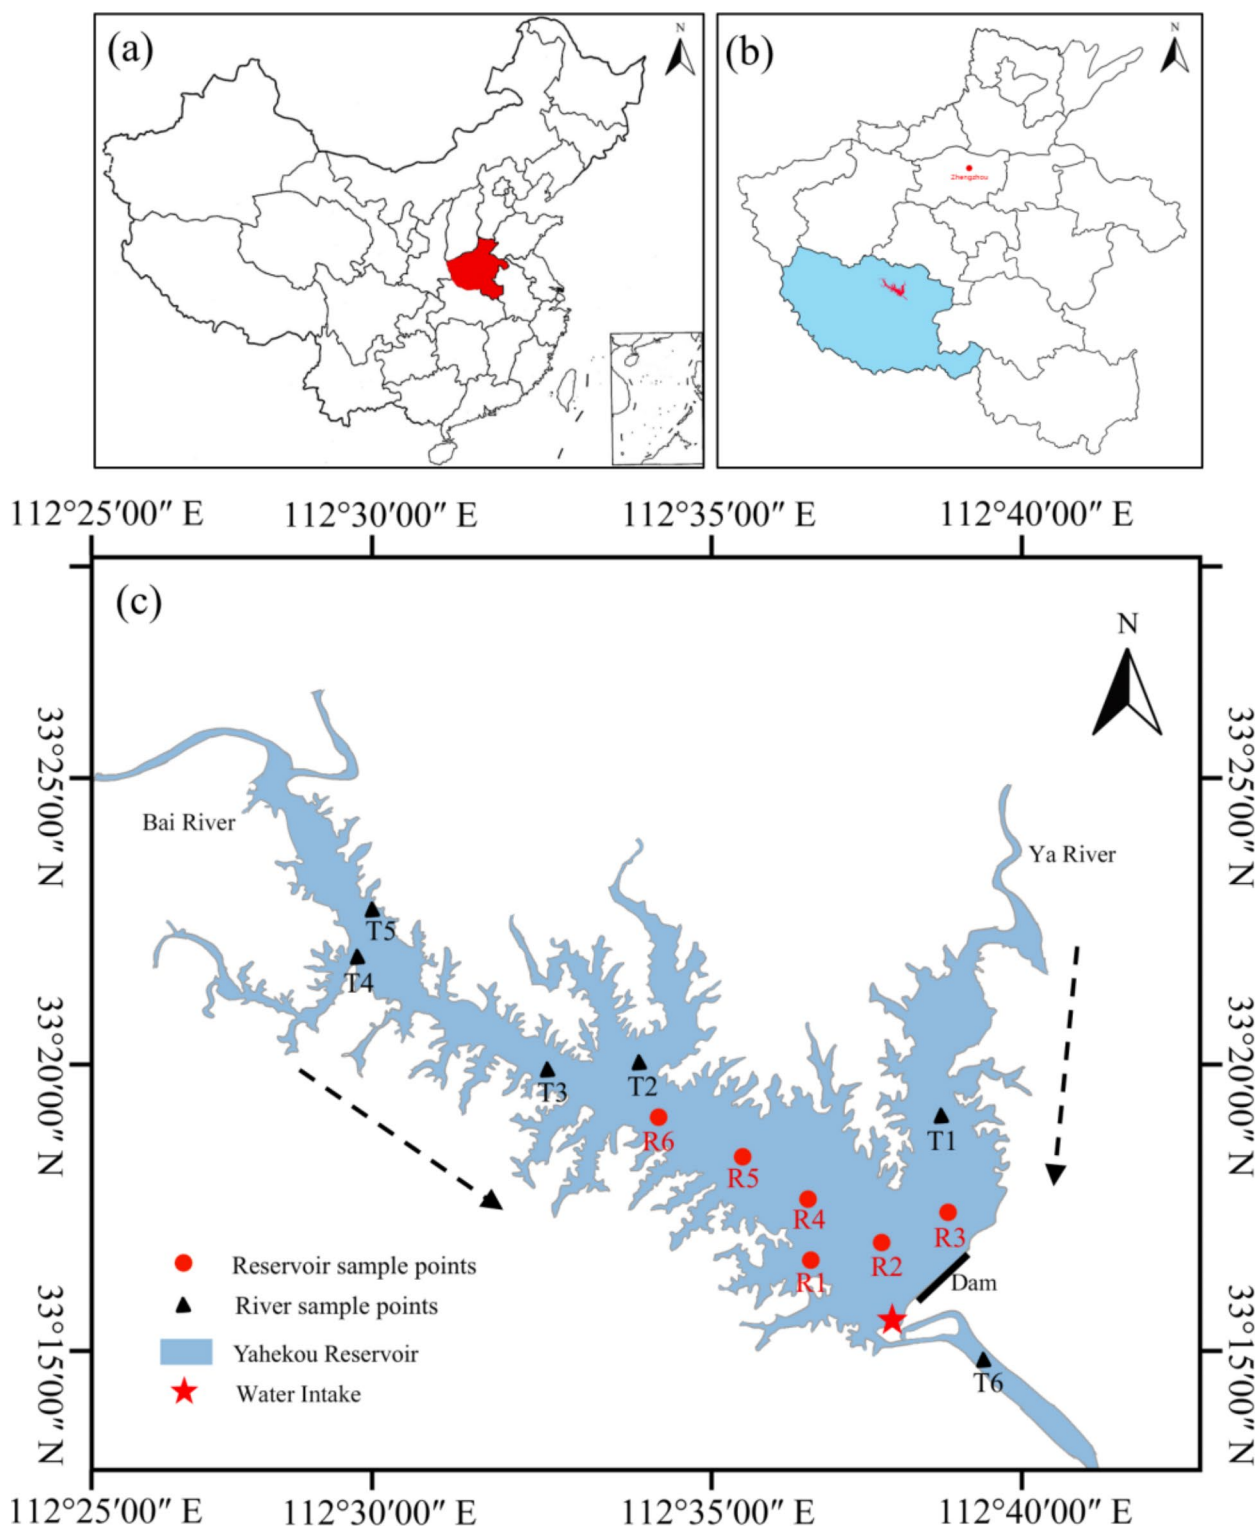 (a)
N
(b)
N
Zhengzhou
112°25′00″ E
112°30′00″ E
112°35′00″ E
112°40′00″ E
(c)
N
33°25′00″ N
33°25′00″ N
Bai River
Ya River
T5
T4
33°20′00″ N
33°20′00″ N
T3
T2
T1
R6
R5
R4
R3
R2
R1
Dam
Reservoir sample points
River sample points
Yahekou Reservoir
Water Intake
33°15′00″ N
33°15′00″ N
T6
112°25′00″ E
112°30′00″ E
112°35′00″ E
112°40′00″ E